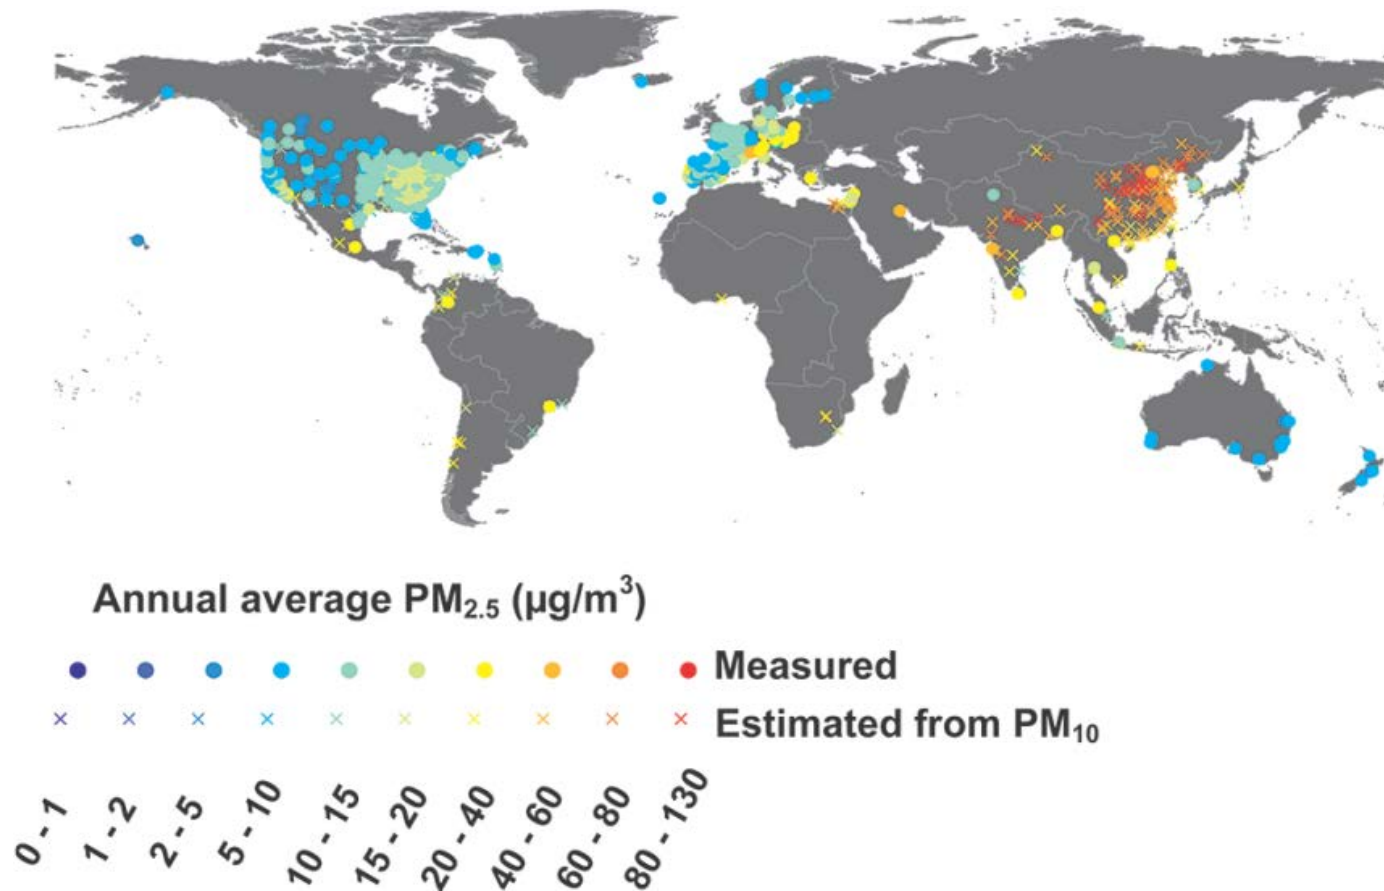 Annual average PM2.5 (µg/m³)
Measured
Estimated from PM10
0 - 1
1 - 2
2 - 5
5 - 10
10 - 15
15 - 20
20 - 40
40 - 60
60 - 80
80 - 130